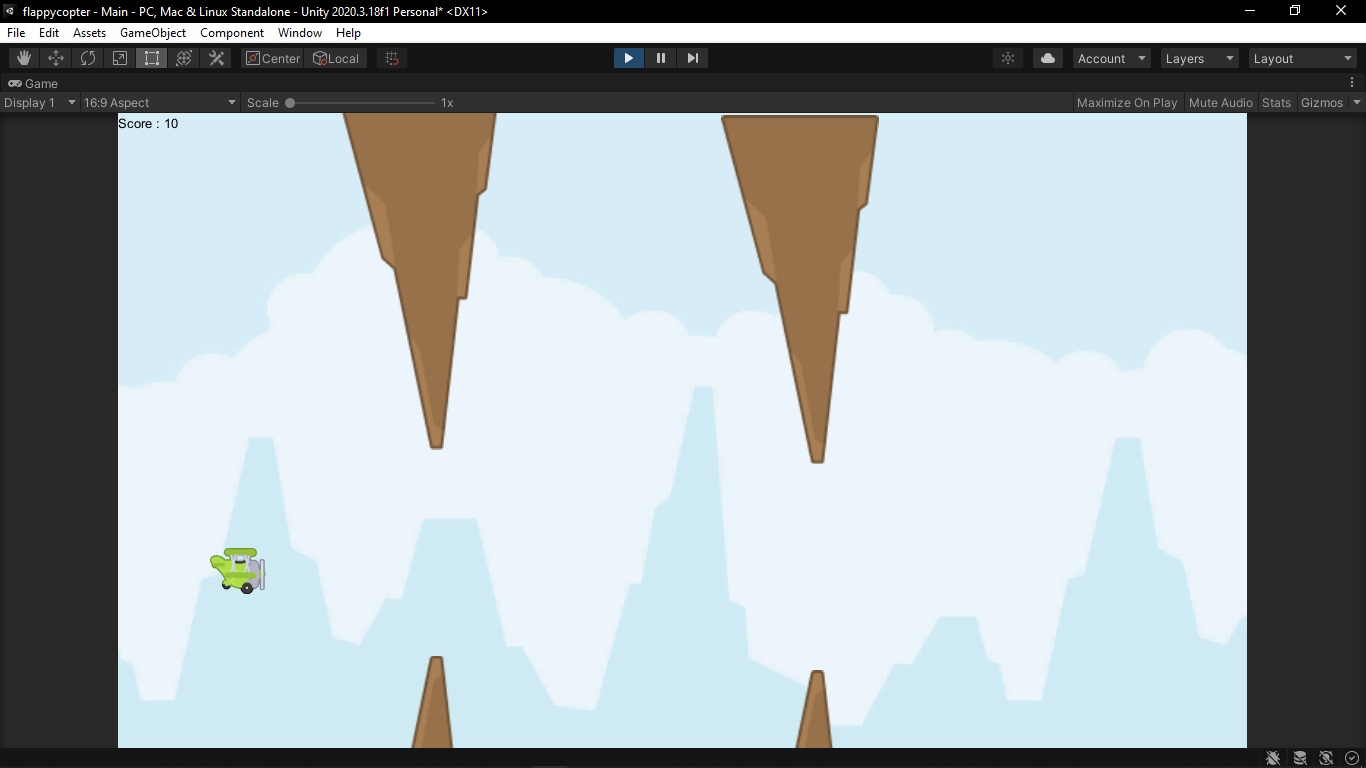 flappycopter - Main - PC, Mac & Linux Standalone - Unity 2020.3.18f1 Personal* <DX11>
File Edit Assets GameObject Component Window Help
Center Local Account Layers Layout
Game
Display 1 16:9 Aspect Scale 1x Maximize On Play Mute Audio Stats Gizmos
Score : 10